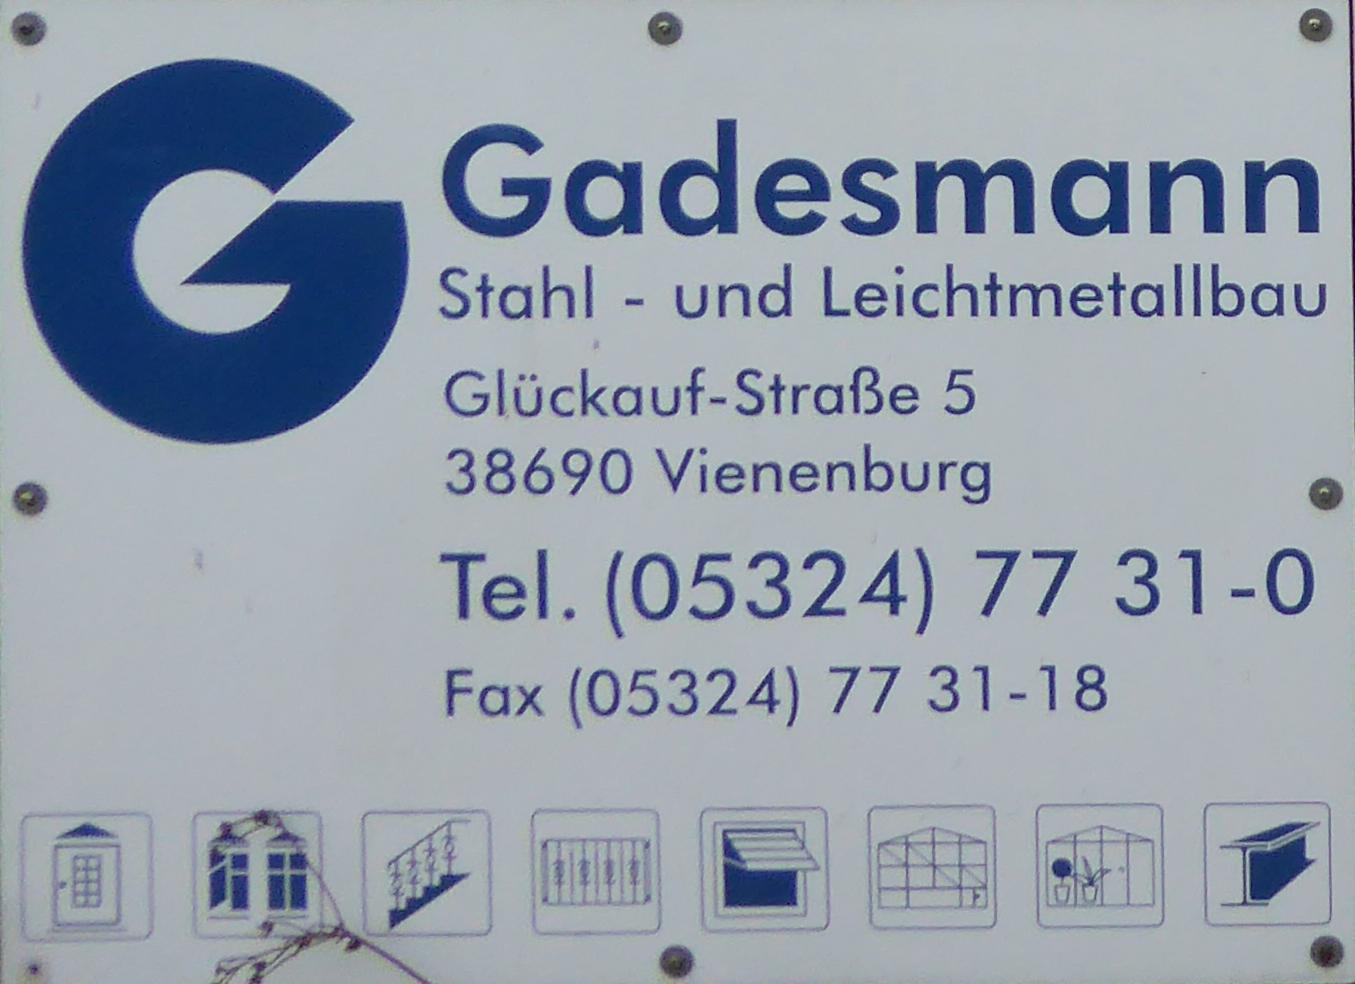 Gadesmann
Stahl - und Leichtmetallbau
Glückauf-Straße 5
38690 Vienenburg
Tel. (05324) 77 31-0
Fax (05324) 77 31-18